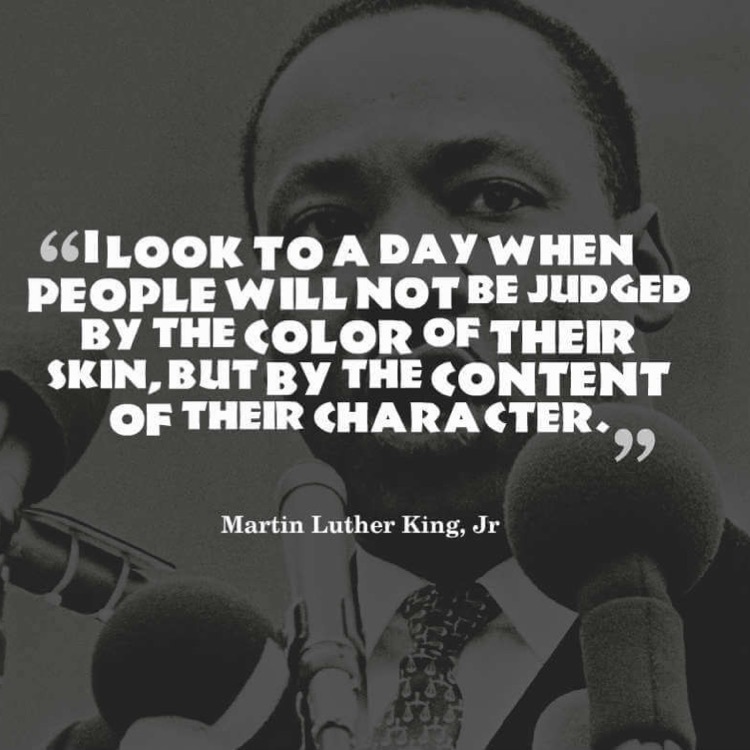 “I LOOK TO A DAY WHEN
PEOPLE WILL NOT BE JUDGED
BY THE COLOR OF THEIR
SKIN, BUT BY THE CONTENT
OF THEIR CHARACTER.”
Martin Luther King, Jr